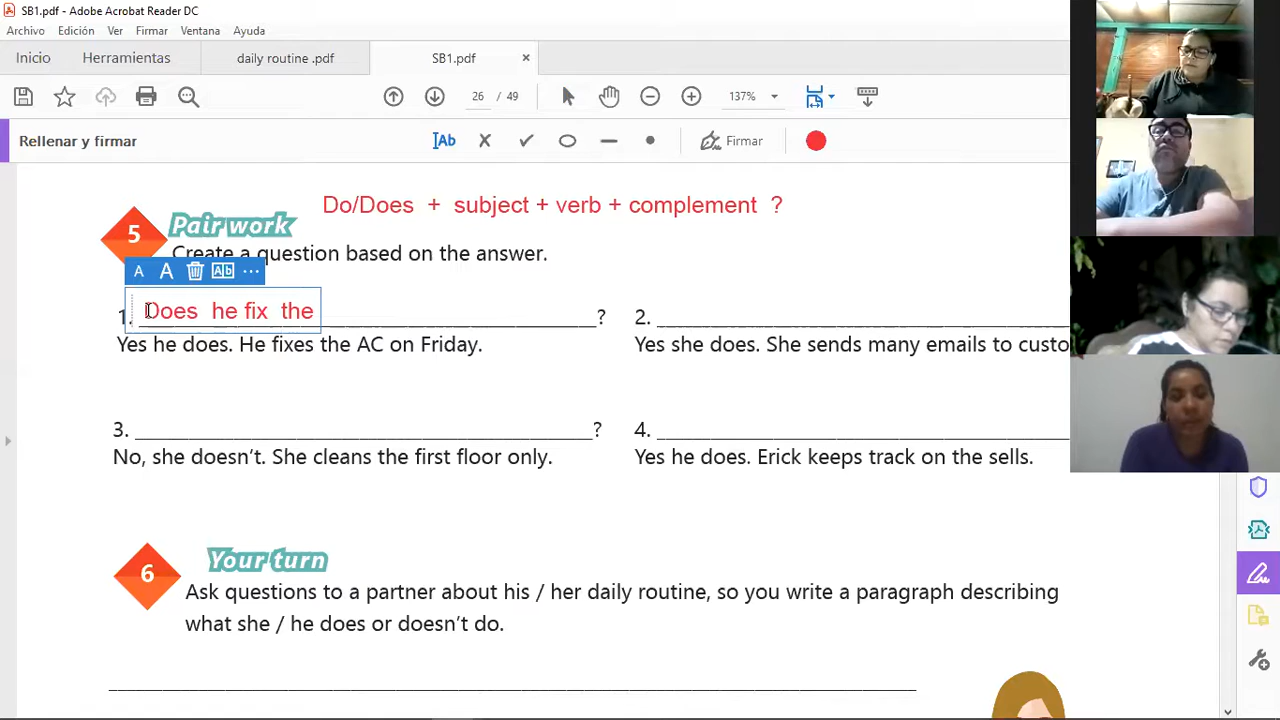 SB1.pdf - Adobe Acrobat Reader DC
Archivo Edición Ver Firmar Ventana Ayuda
Inicio Herramientas daily routine .pdf SB1.pdf ×
26 / 49 137%
Rellenar y firmar Ab Firmar
Do/Does + subject + verb + complement ?
5 Pair work
Create a question based on the answer.
A A Ab ...
1. Does he fix the ?
Yes he does. He fixes the AC on Friday.
2.
Yes she does. She sends many emails to custo
3. ?
No, she doesn't. She cleans the first floor only.
4.
Yes he does. Erick keeps track on the sells.
6 Your turn
Ask questions to a partner about his / her daily routine, so you write a paragraph describing
what she / he does or doesn't do.